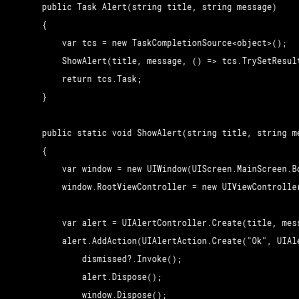 public Task Alert(string title, string message)
{
var tcs = new TaskCompletionSource<object>();
ShowAlert(title, message, () => tcs.TrySetResult
return tcs.Task;
}
public static void ShowAlert(string title, string me
{
var window = new UIWindow(UIScreen.MainScreen.Bo
window.RootViewController = new UIViewController
var alert = UIAlertController.Create(title, mess
alert.AddAction(UIAlertAction.Create("Ok", UIAle
dismissed?.Invoke();
alert.Dispose();
window.Dispose();